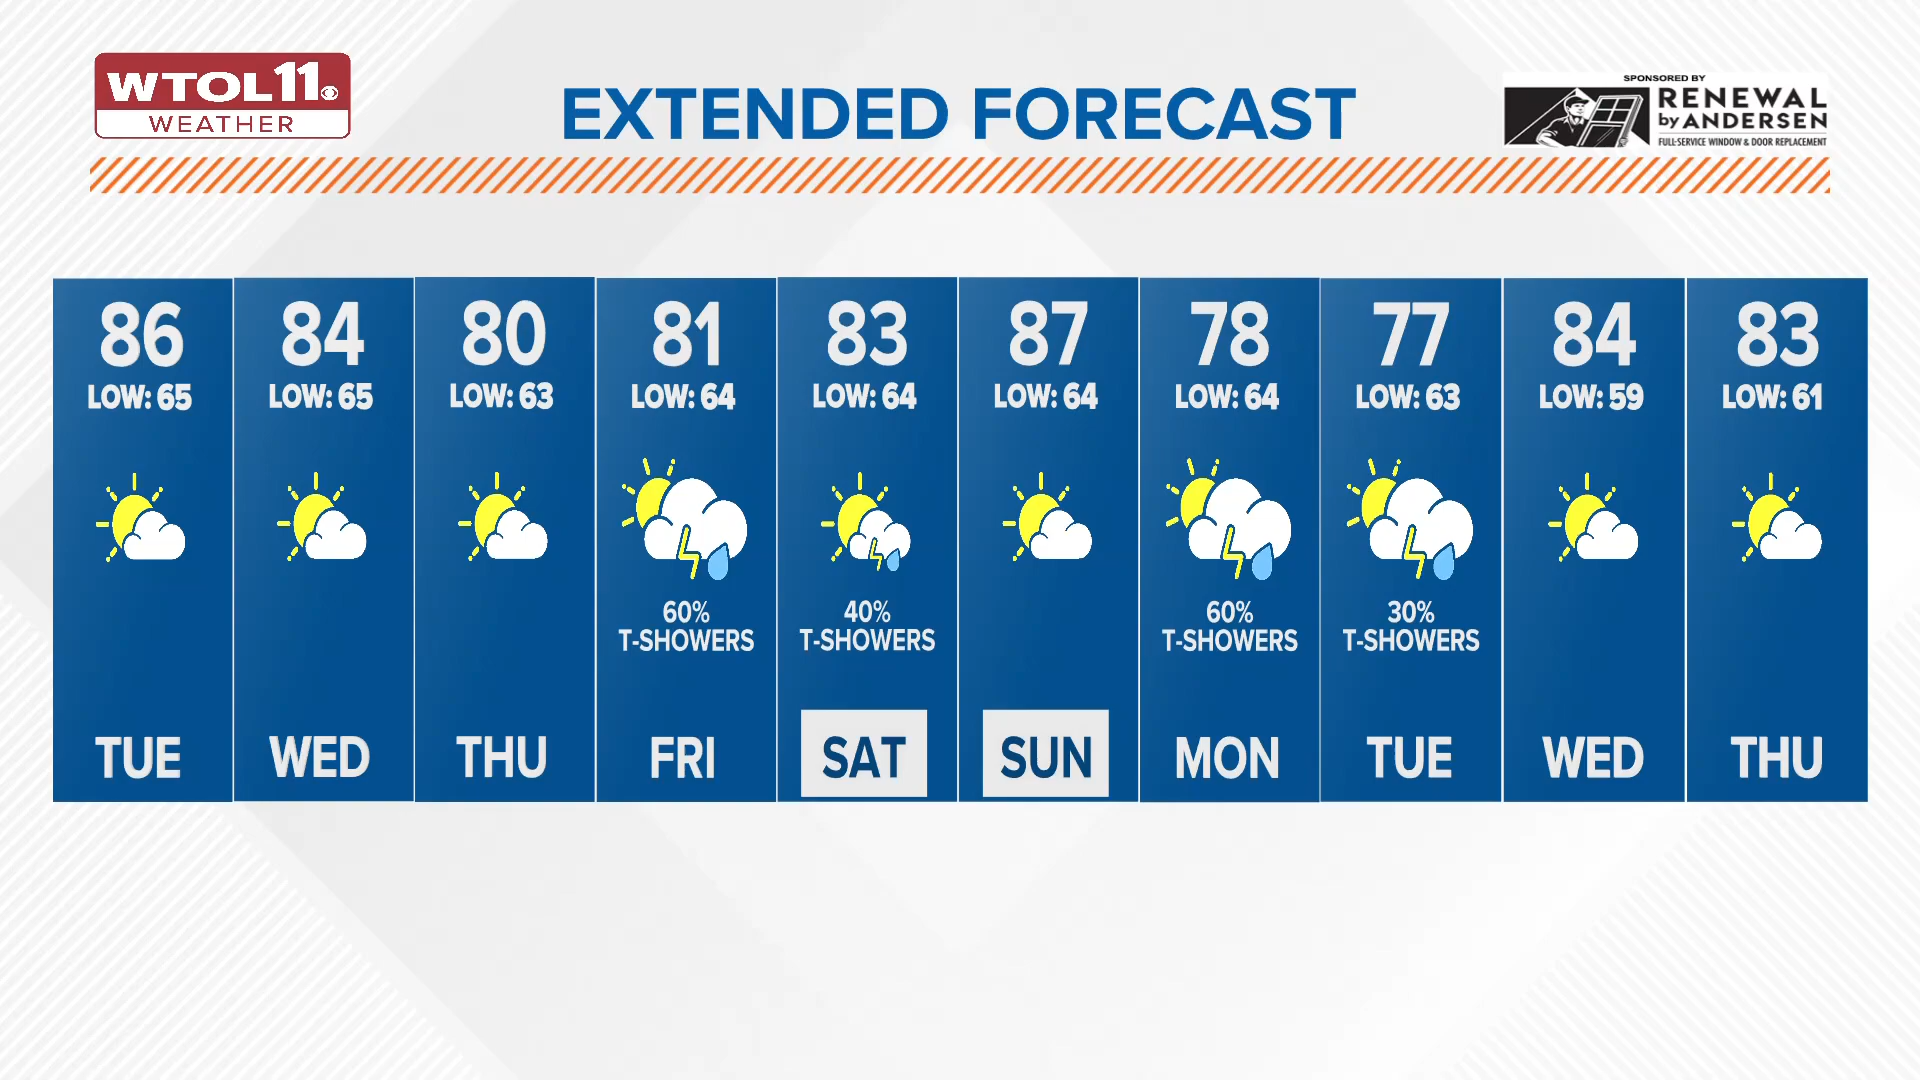 WTOL 11
WEATHER
EXTENDED FORECAST
SPONSORED BY
RENEWAL
by ANDERSEN
FULL-SERVICE WINDOW & DOOR REPLACEMENT
86
LOW: 65
TUE
84
LOW: 65
WED
80
LOW: 63
THU
81
LOW: 64
60%
T-SHOWERS
FRI
83
LOW: 64
40%
T-SHOWERS
SAT
87
LOW: 64
SUN
78
LOW: 64
60%
T-SHOWERS
MON
77
LOW: 63
30%
T-SHOWERS
TUE
84
LOW: 59
WED
83
LOW: 61
THU